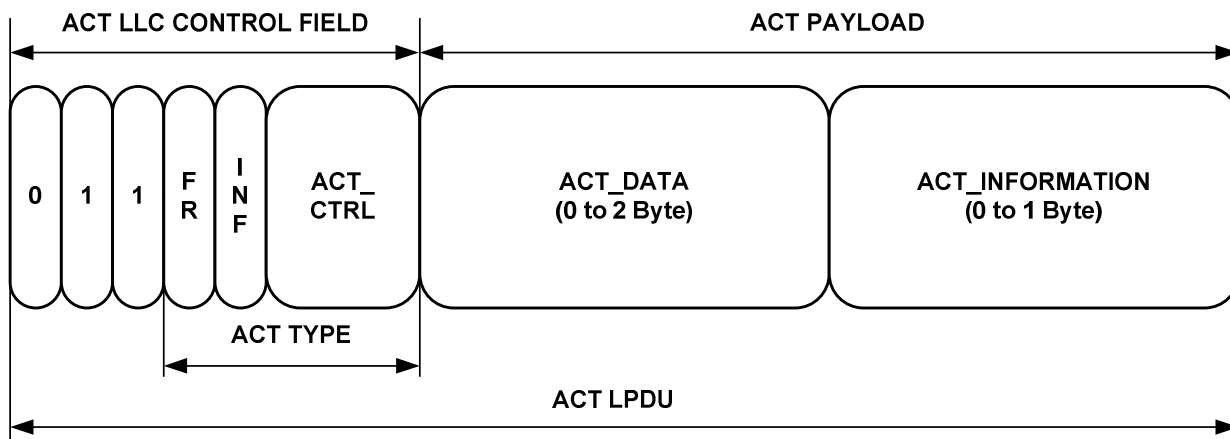 ACT LLC CONTROL FIELD
ACT PAYLOAD
0
1
1
F
R
I
N
F
ACT_
CTRL
ACT_DATA
(0 to 2 Byte)
ACT_INFORMATION
(0 to 1 Byte)
ACT TYPE
ACT LPDU